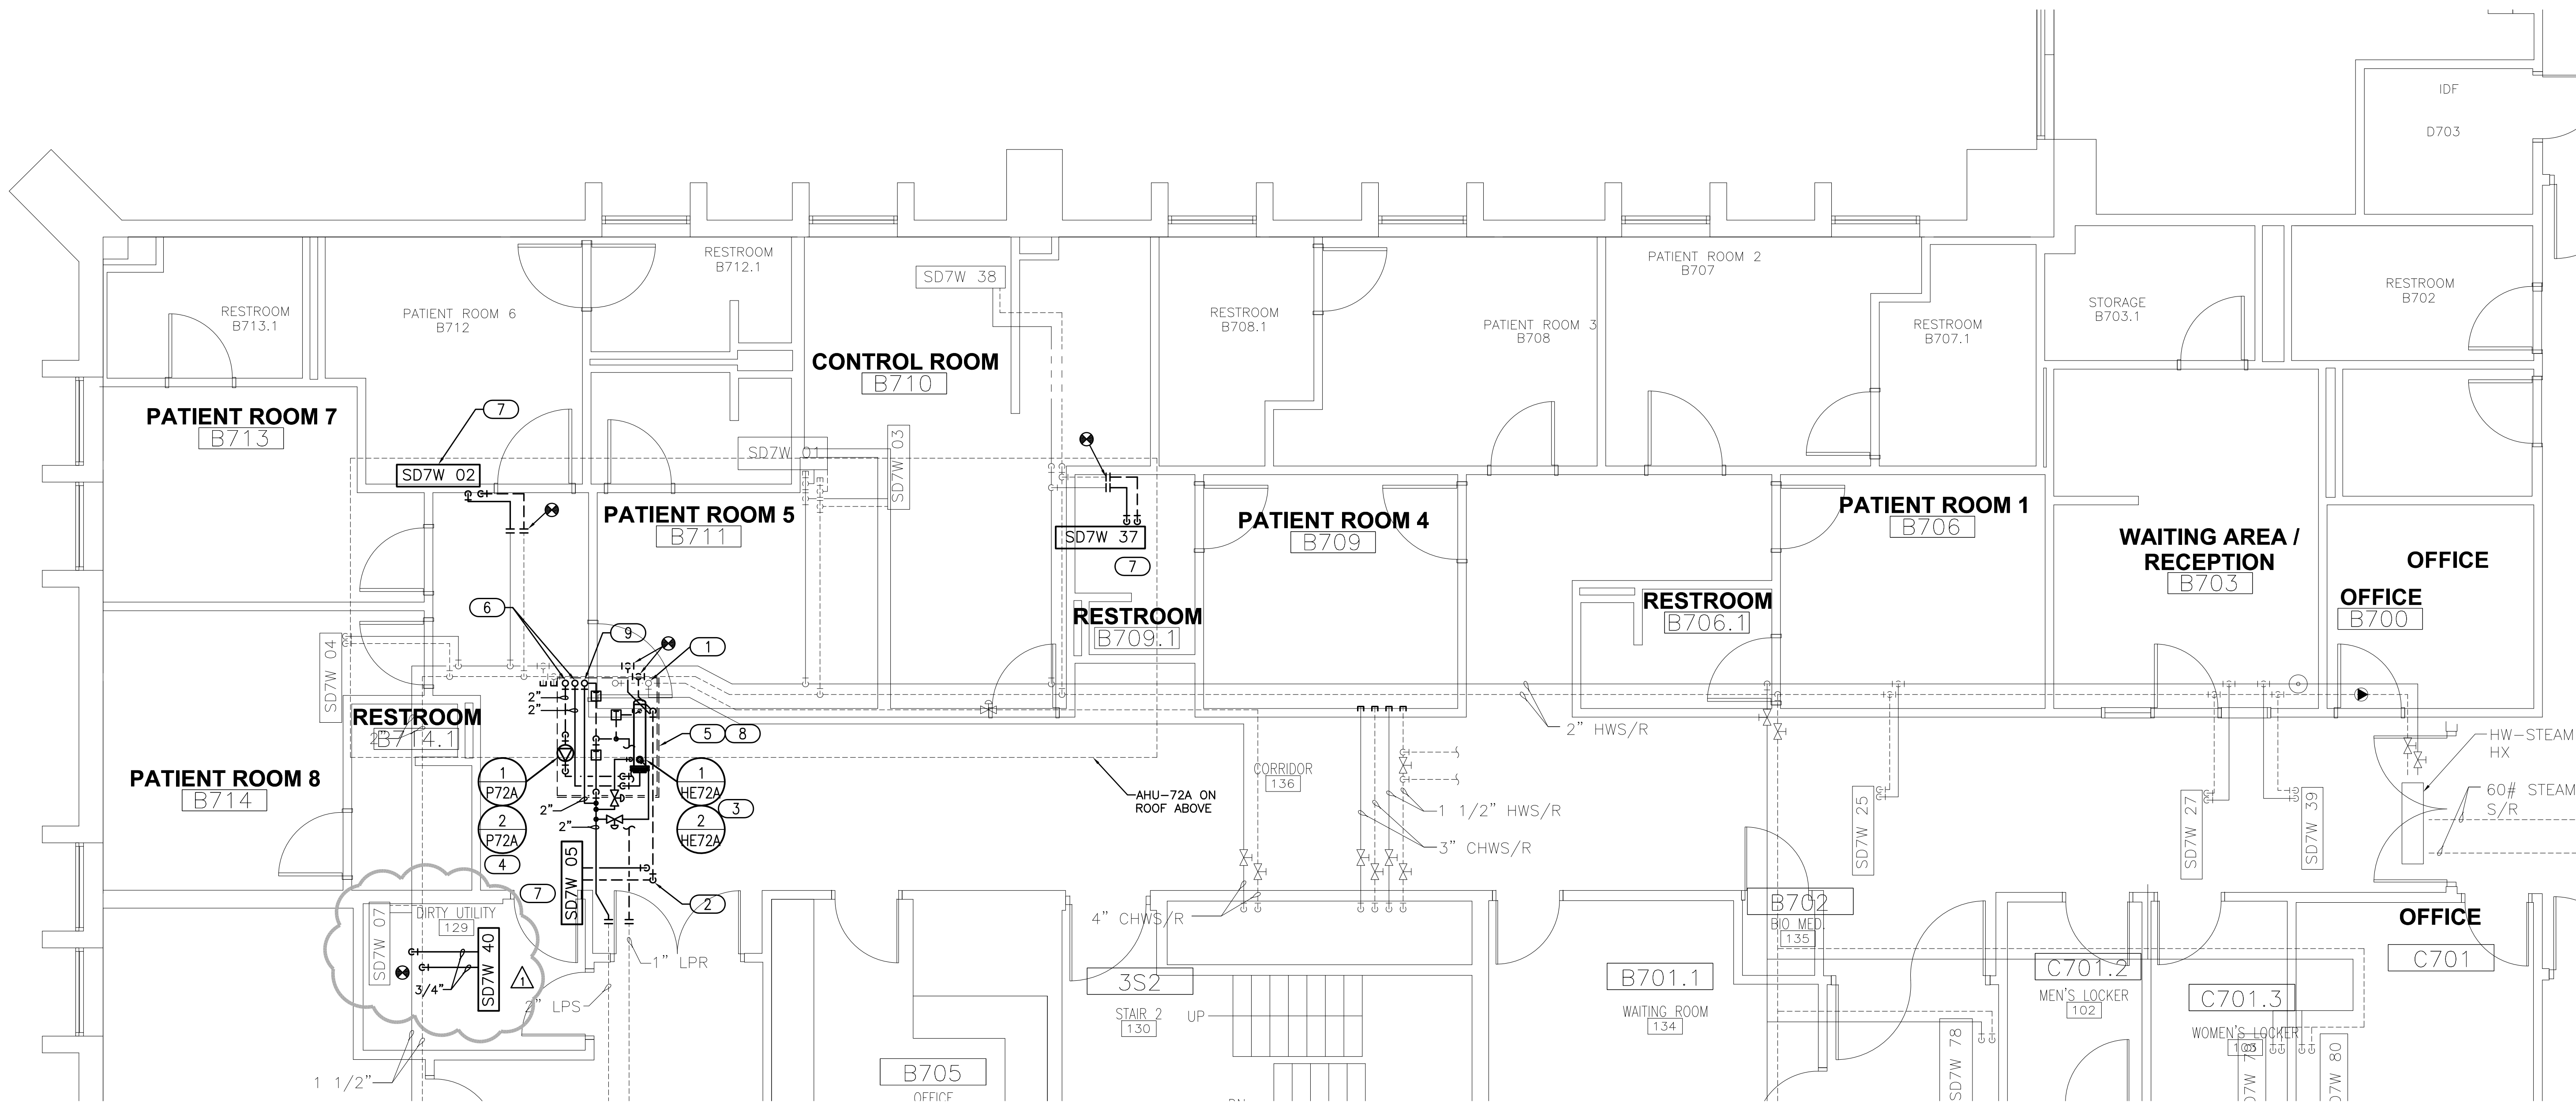 IDF
D703
RESTROOM
B712.1
PATIENT ROOM 2
B707
SD7W 38
RESTROOM
B702
RESTROOM
B713.1
PATIENT ROOM 6
B712
RESTROOM
B708.1
PATIENT ROOM 3
B708
RESTROOM
B707.1
STORAGE
B703.1
CONTROL ROOM
B710
PATIENT ROOM 7
B713
7
SD7W 02
SD7W 01
SD7W 03
PATIENT ROOM 5
B711
SD7W 37
7
PATIENT ROOM 4
B709
PATIENT ROOM 1
B706
WAITING AREA /
RECEPTION
B703
OFFICE
OFFICE
B700
6
9
1
RESTROOM
B709.1
RESTROOM
B706.1
SD7W 04
2"
2"
RESTROOM
B714.1
2"
5
8
2" HWS/R
HW-STEAM
HX
PATIENT ROOM 8
B714
1
P72A
2
P72A
4
1
HE72A
2
HE72A
3
2"
2"
AHU-72A ON
ROOF ABOVE
CORRIDOR
136
1 1/2" HWS/R
3" CHWS/R
60# STEAM
S/R
SD7W 25
SD7W 27
SD7W 39
SD7W 05
7
2
DIRTY UTILITY
129
SD7W 07
SD7W 40
3/4"
1
4" CHWS/R
1" LPR
2" LPS
1 1/2"
B702
BIO MED.
135
OFFICE
C701
3S2
STAIR 2
130
UP
B701.1
WAITING ROOM
134
C701.2
MEN'S LOCKER
102
C701.3
WOMEN'S LOCKER
103
SD7W 78
B705
OFFICE
DN